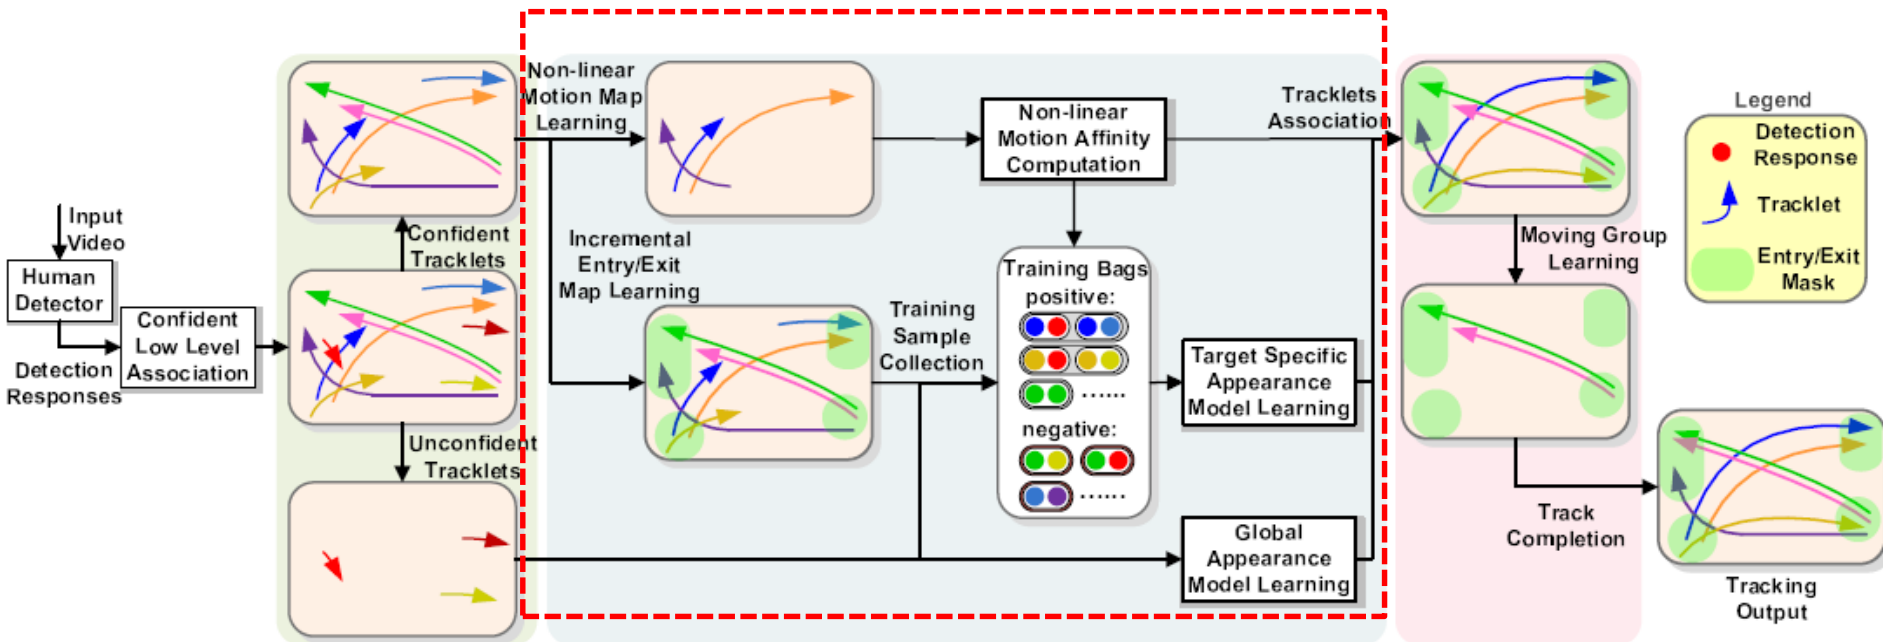 Input
Video
Human
Detector
Detection
Responses
Confident
Low Level
Association
Confident
Tracklets
Unconfident
Tracklets
Non-linear
Motion Map
Learning
Incremental
Entry/Exit
Map Learning
Training
Sample
Collection
Non-linear
Motion Affinity
Computation
Training Bags
positive:
......
negative:
......
Target Specific
Appearance
Model Learning
Global
Appearance
Model Learning
Tracklets
Association
Moving Group
Learning
Track
Completion
Tracking
Output
Legend
Detection
Response
Tracklet
Entry/Exit
Mask